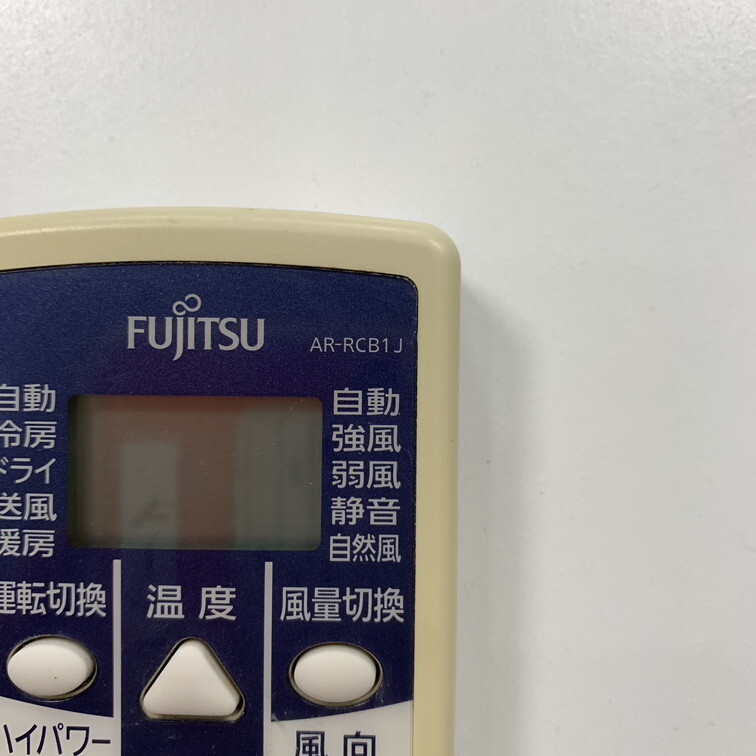 FUJITSU
AR-RCB1J
自動
冷房
ドライ
送風
暖房
自動
強風
弱風
静音
自然風
運転切換
温度
風量切換
ハイパワー
風向